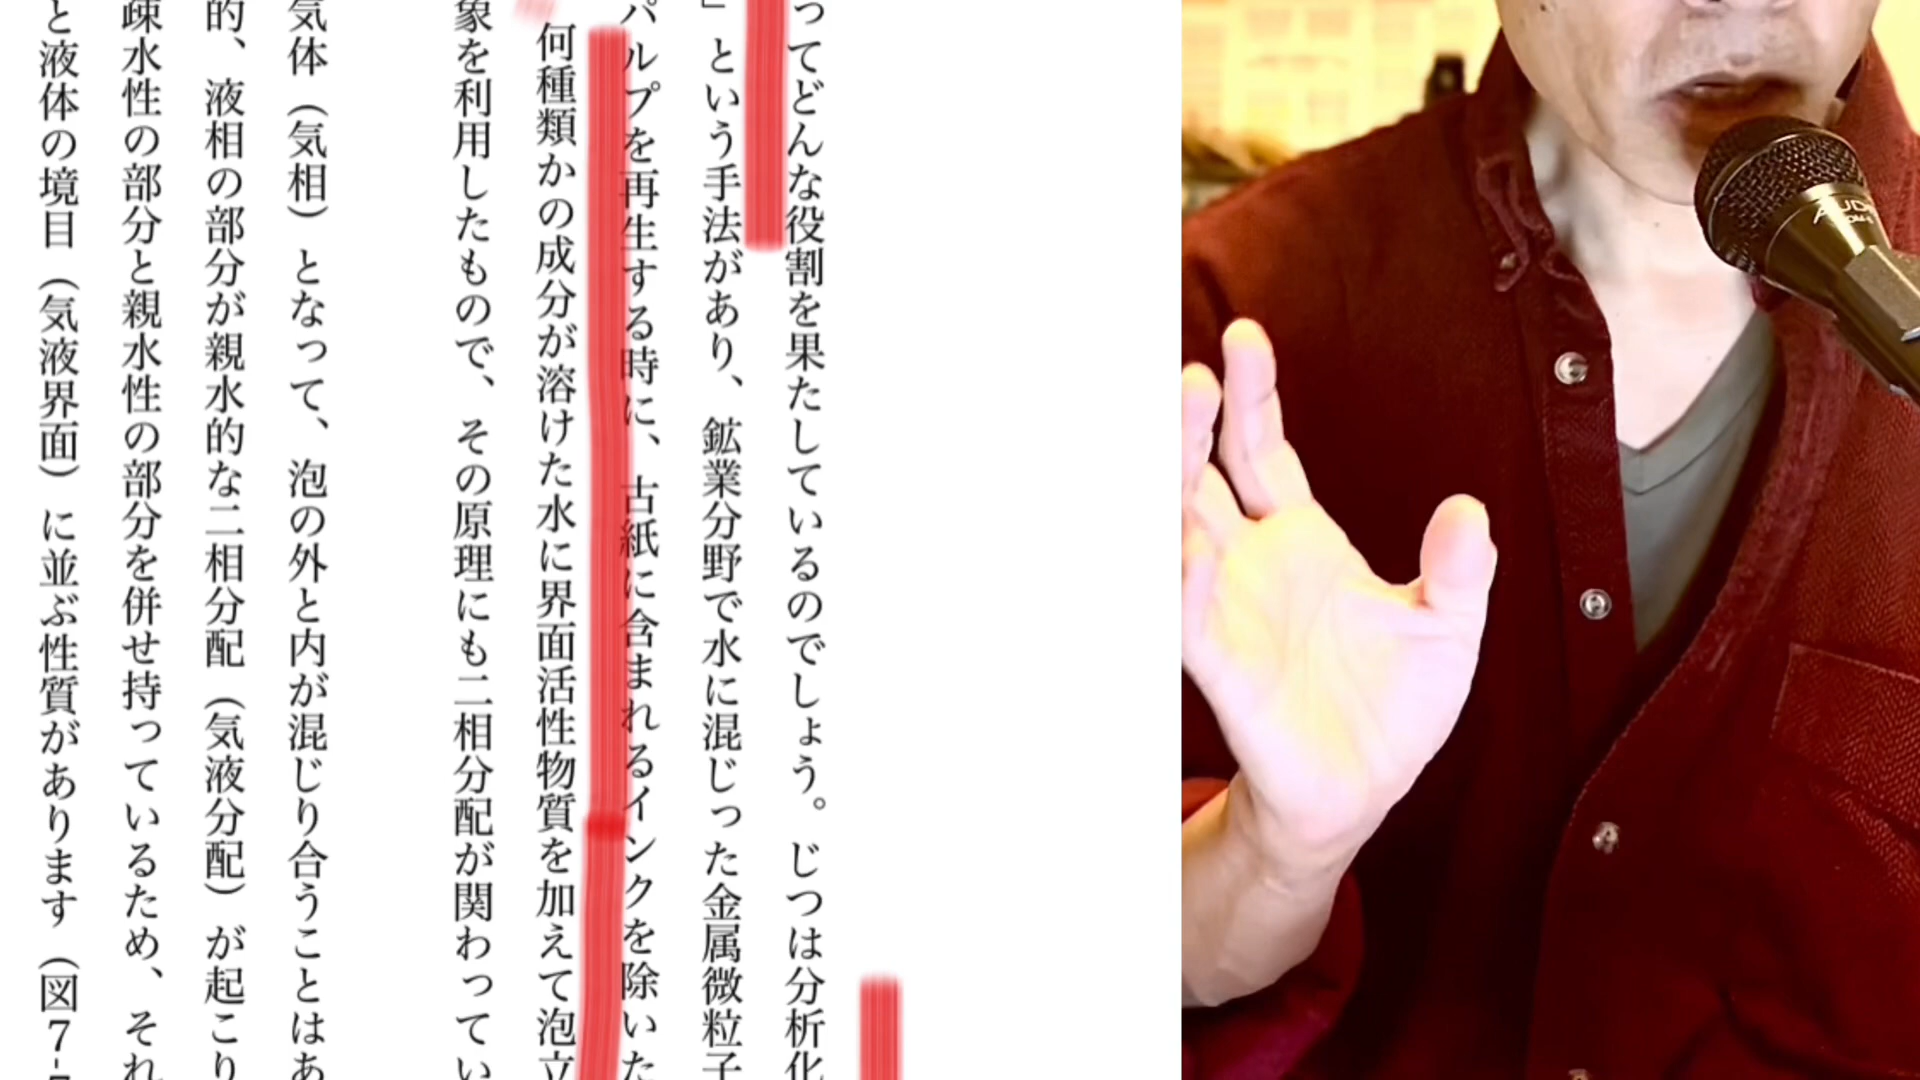 ってどんな役割を果たしているのでしょう。じつは分析化
」という手法があり、鉱業分野で水に混じった金属微粒子
パルプを再生する時に、古紙に含まれるインクを除いた
何種類かの成分が溶けた水に界面活性物質を加えて泡立
象を利用したもので、その原理にも二相分配が関わってい
気体（気相）となって、泡の外と内が混じり合うことはあ
的、液相の部分が親水的な二相分配（気液分配）が起こり
疎水性の部分と親水性の部分を併せ持っているため、それ
と液体の境目（気液界面）に並ぶ性質があります（図7-